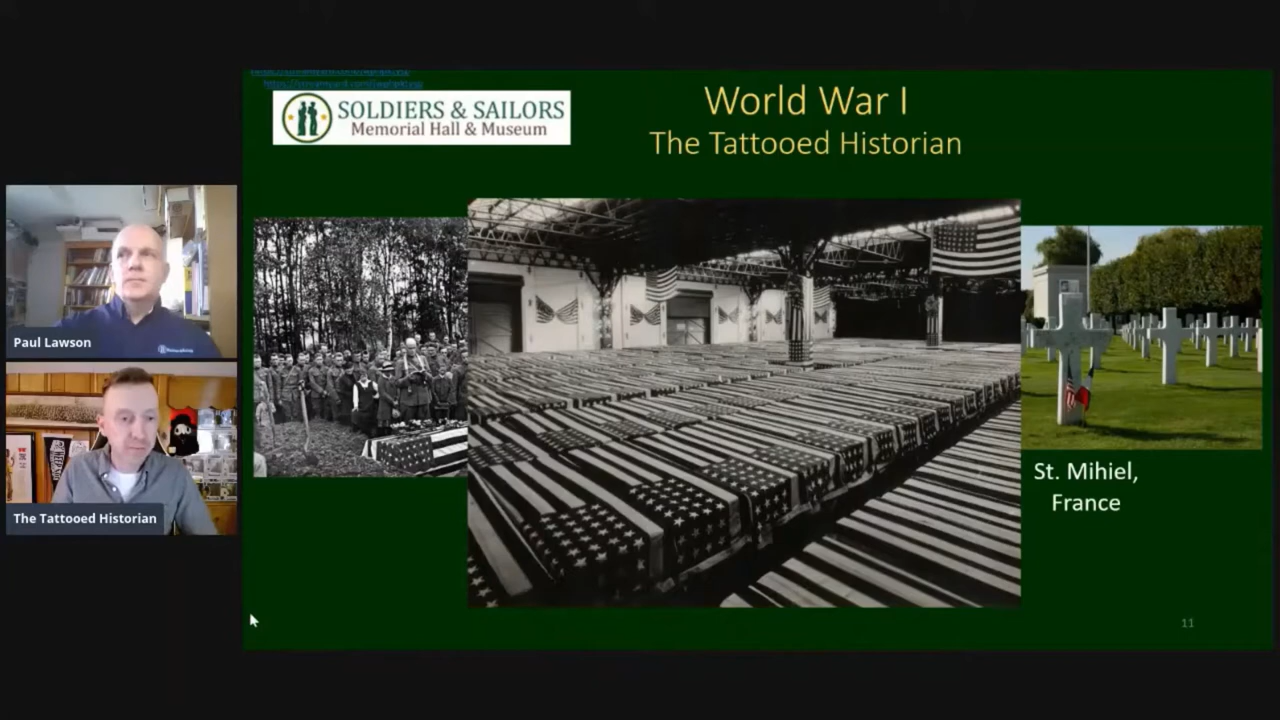 SOLDIERS & SAILORS
Memorial Hall & Museum
World War I
The Tattooed Historian
Paul Lawson
The Tattooed Historian
St. Mihiel,
France
11